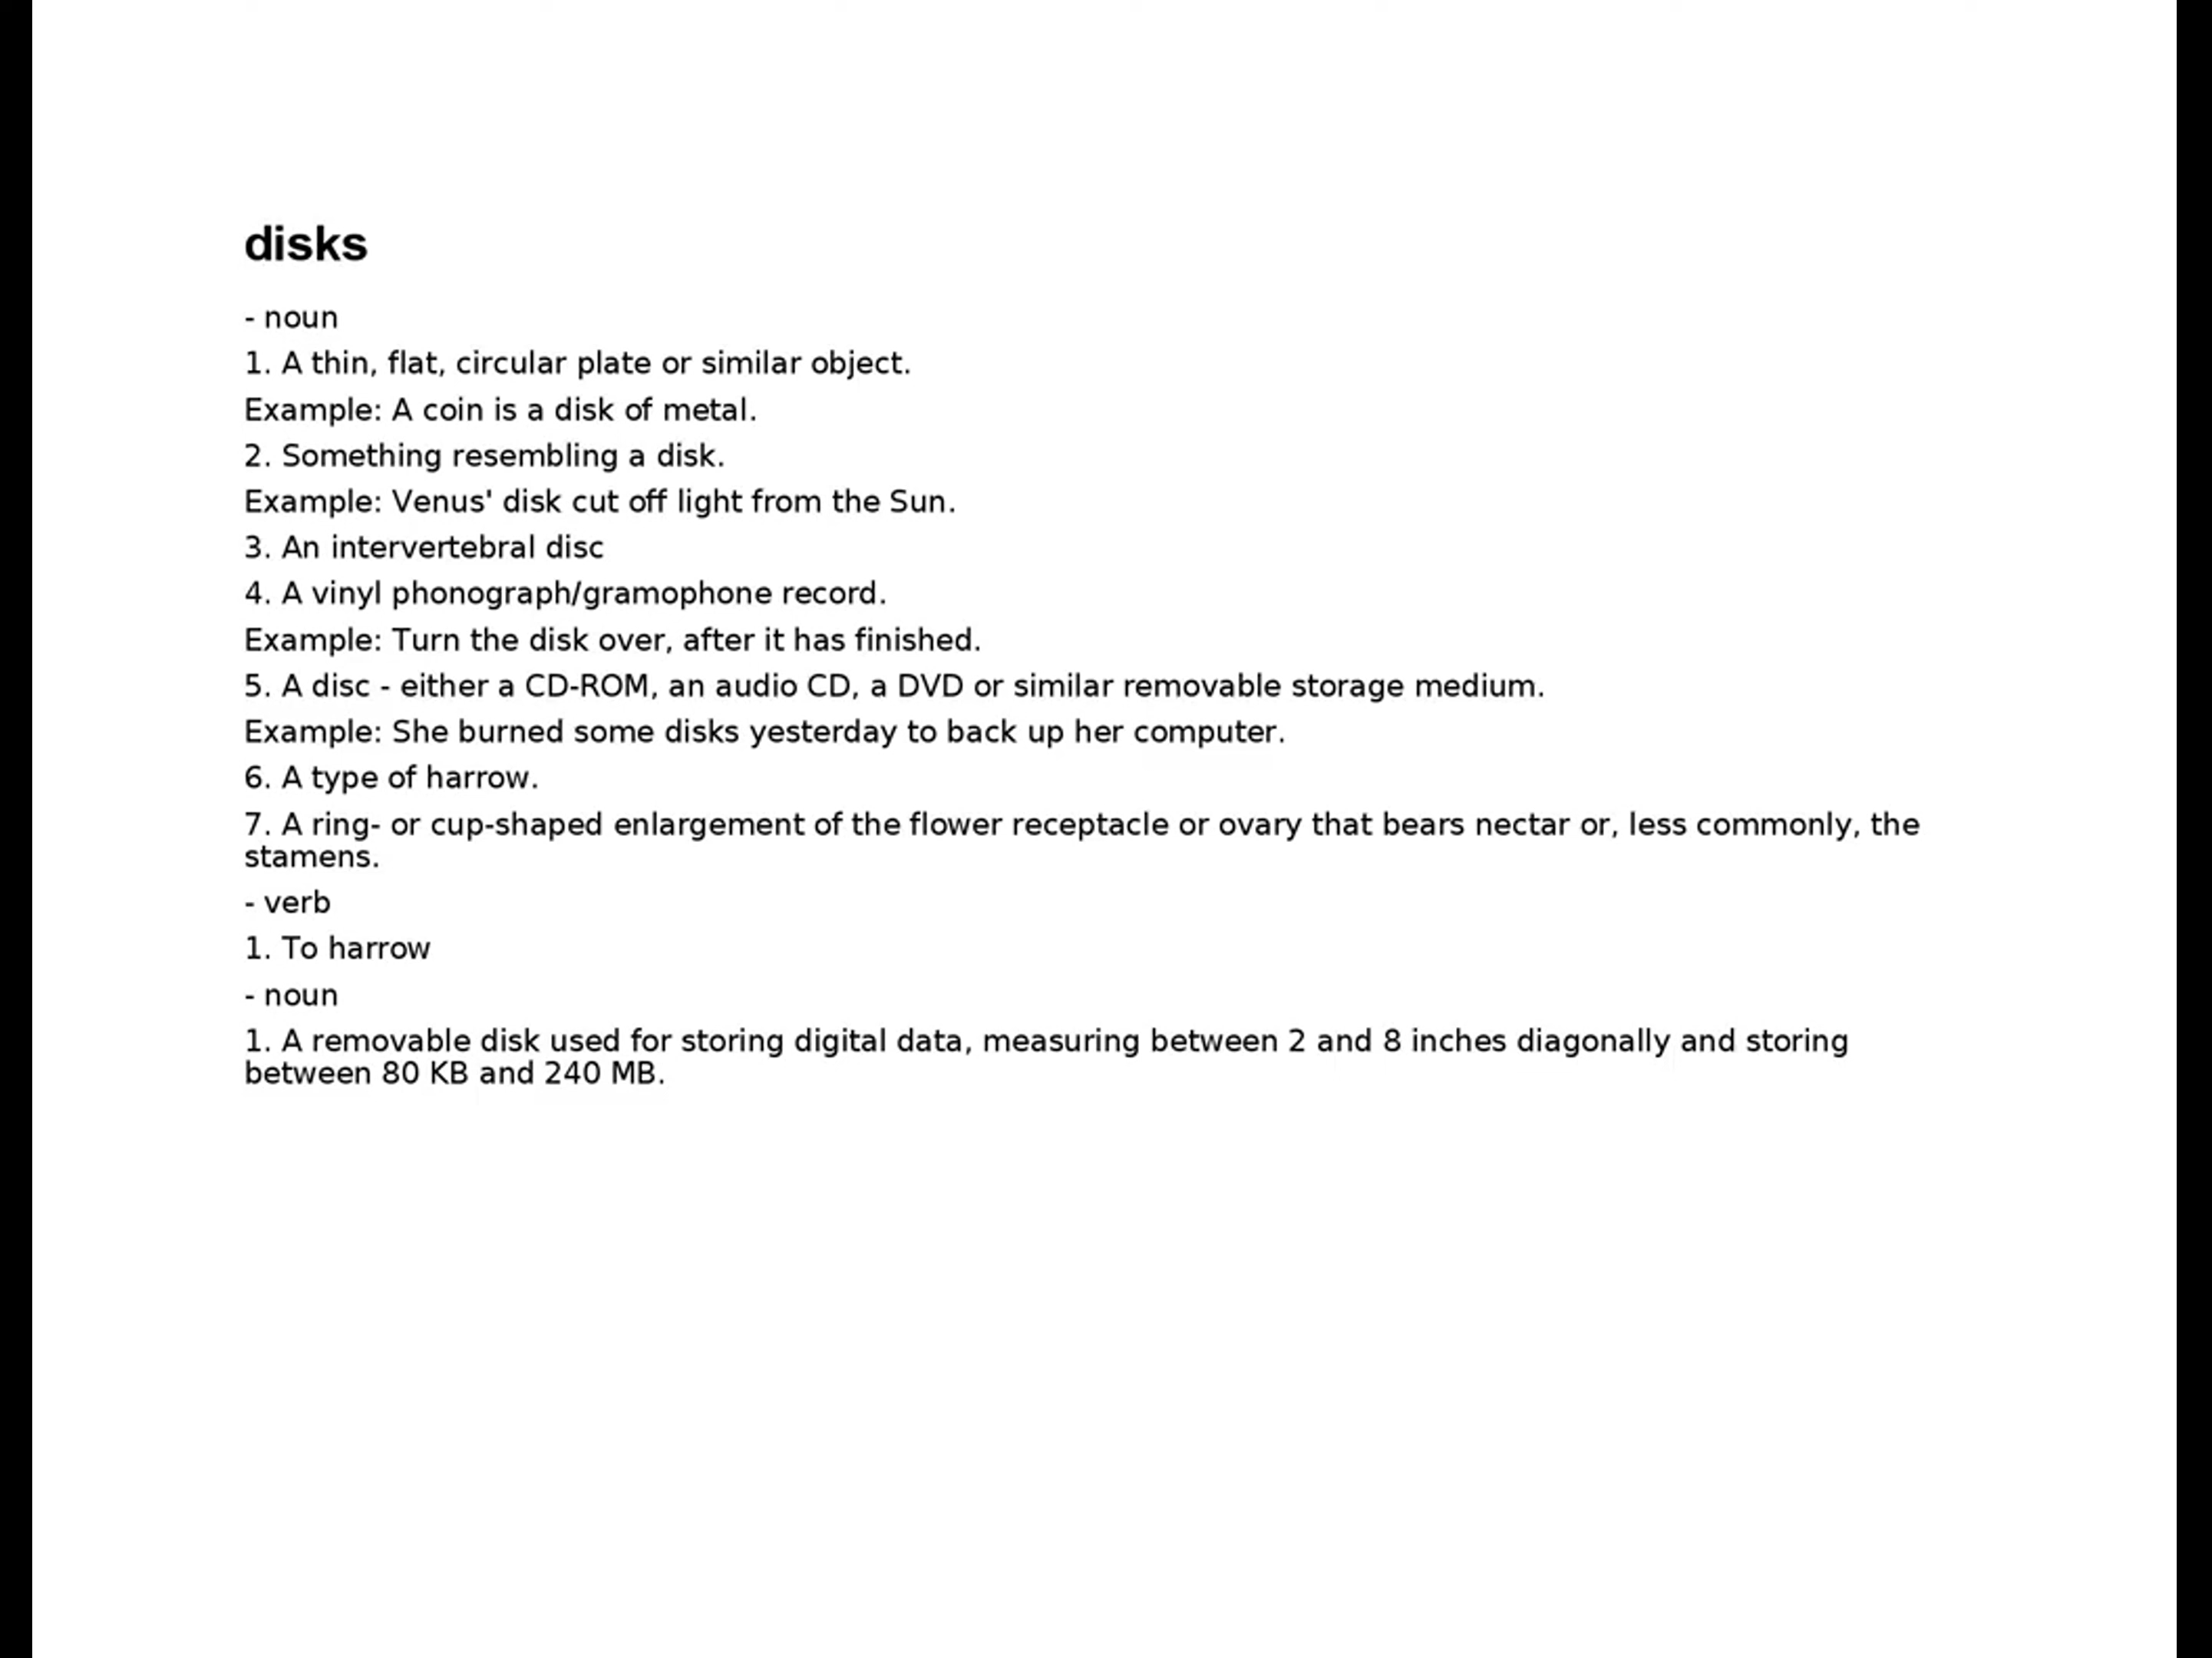 disks
- noun
1. A thin, flat, circular plate or similar object.
Example: A coin is a disk of metal.
2. Something resembling a disk.
Example: Venus' disk cut off light from the Sun.
3. An intervertebral disc
4. A vinyl phonograph/gramophone record.
Example: Turn the disk over, after it has finished.
5. A disc - either a CD-ROM, an audio CD, a DVD or similar removable storage medium.
Example: She burned some disks yesterday to back up her computer.
6. A type of harrow.
7. A ring- or cup-shaped enlargement of the flower receptacle or ovary that bears nectar or, less commonly, the
stamens.
- verb
1. To harrow
- noun
1. A removable disk used for storing digital data, measuring between 2 and 8 inches diagonally and storing
between 80 KB and 240 MB.